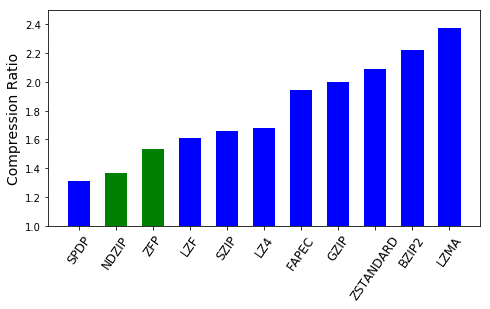 Compression Ratio
2.4
2.2
2.0
1.8
1.6
1.4
1.2
1.0
SPDP
NDZIP
ZFP
LZF
SZIP
LZ4
FAPEC
GZIP
ZSTANDARD
BZIP2
LZMA